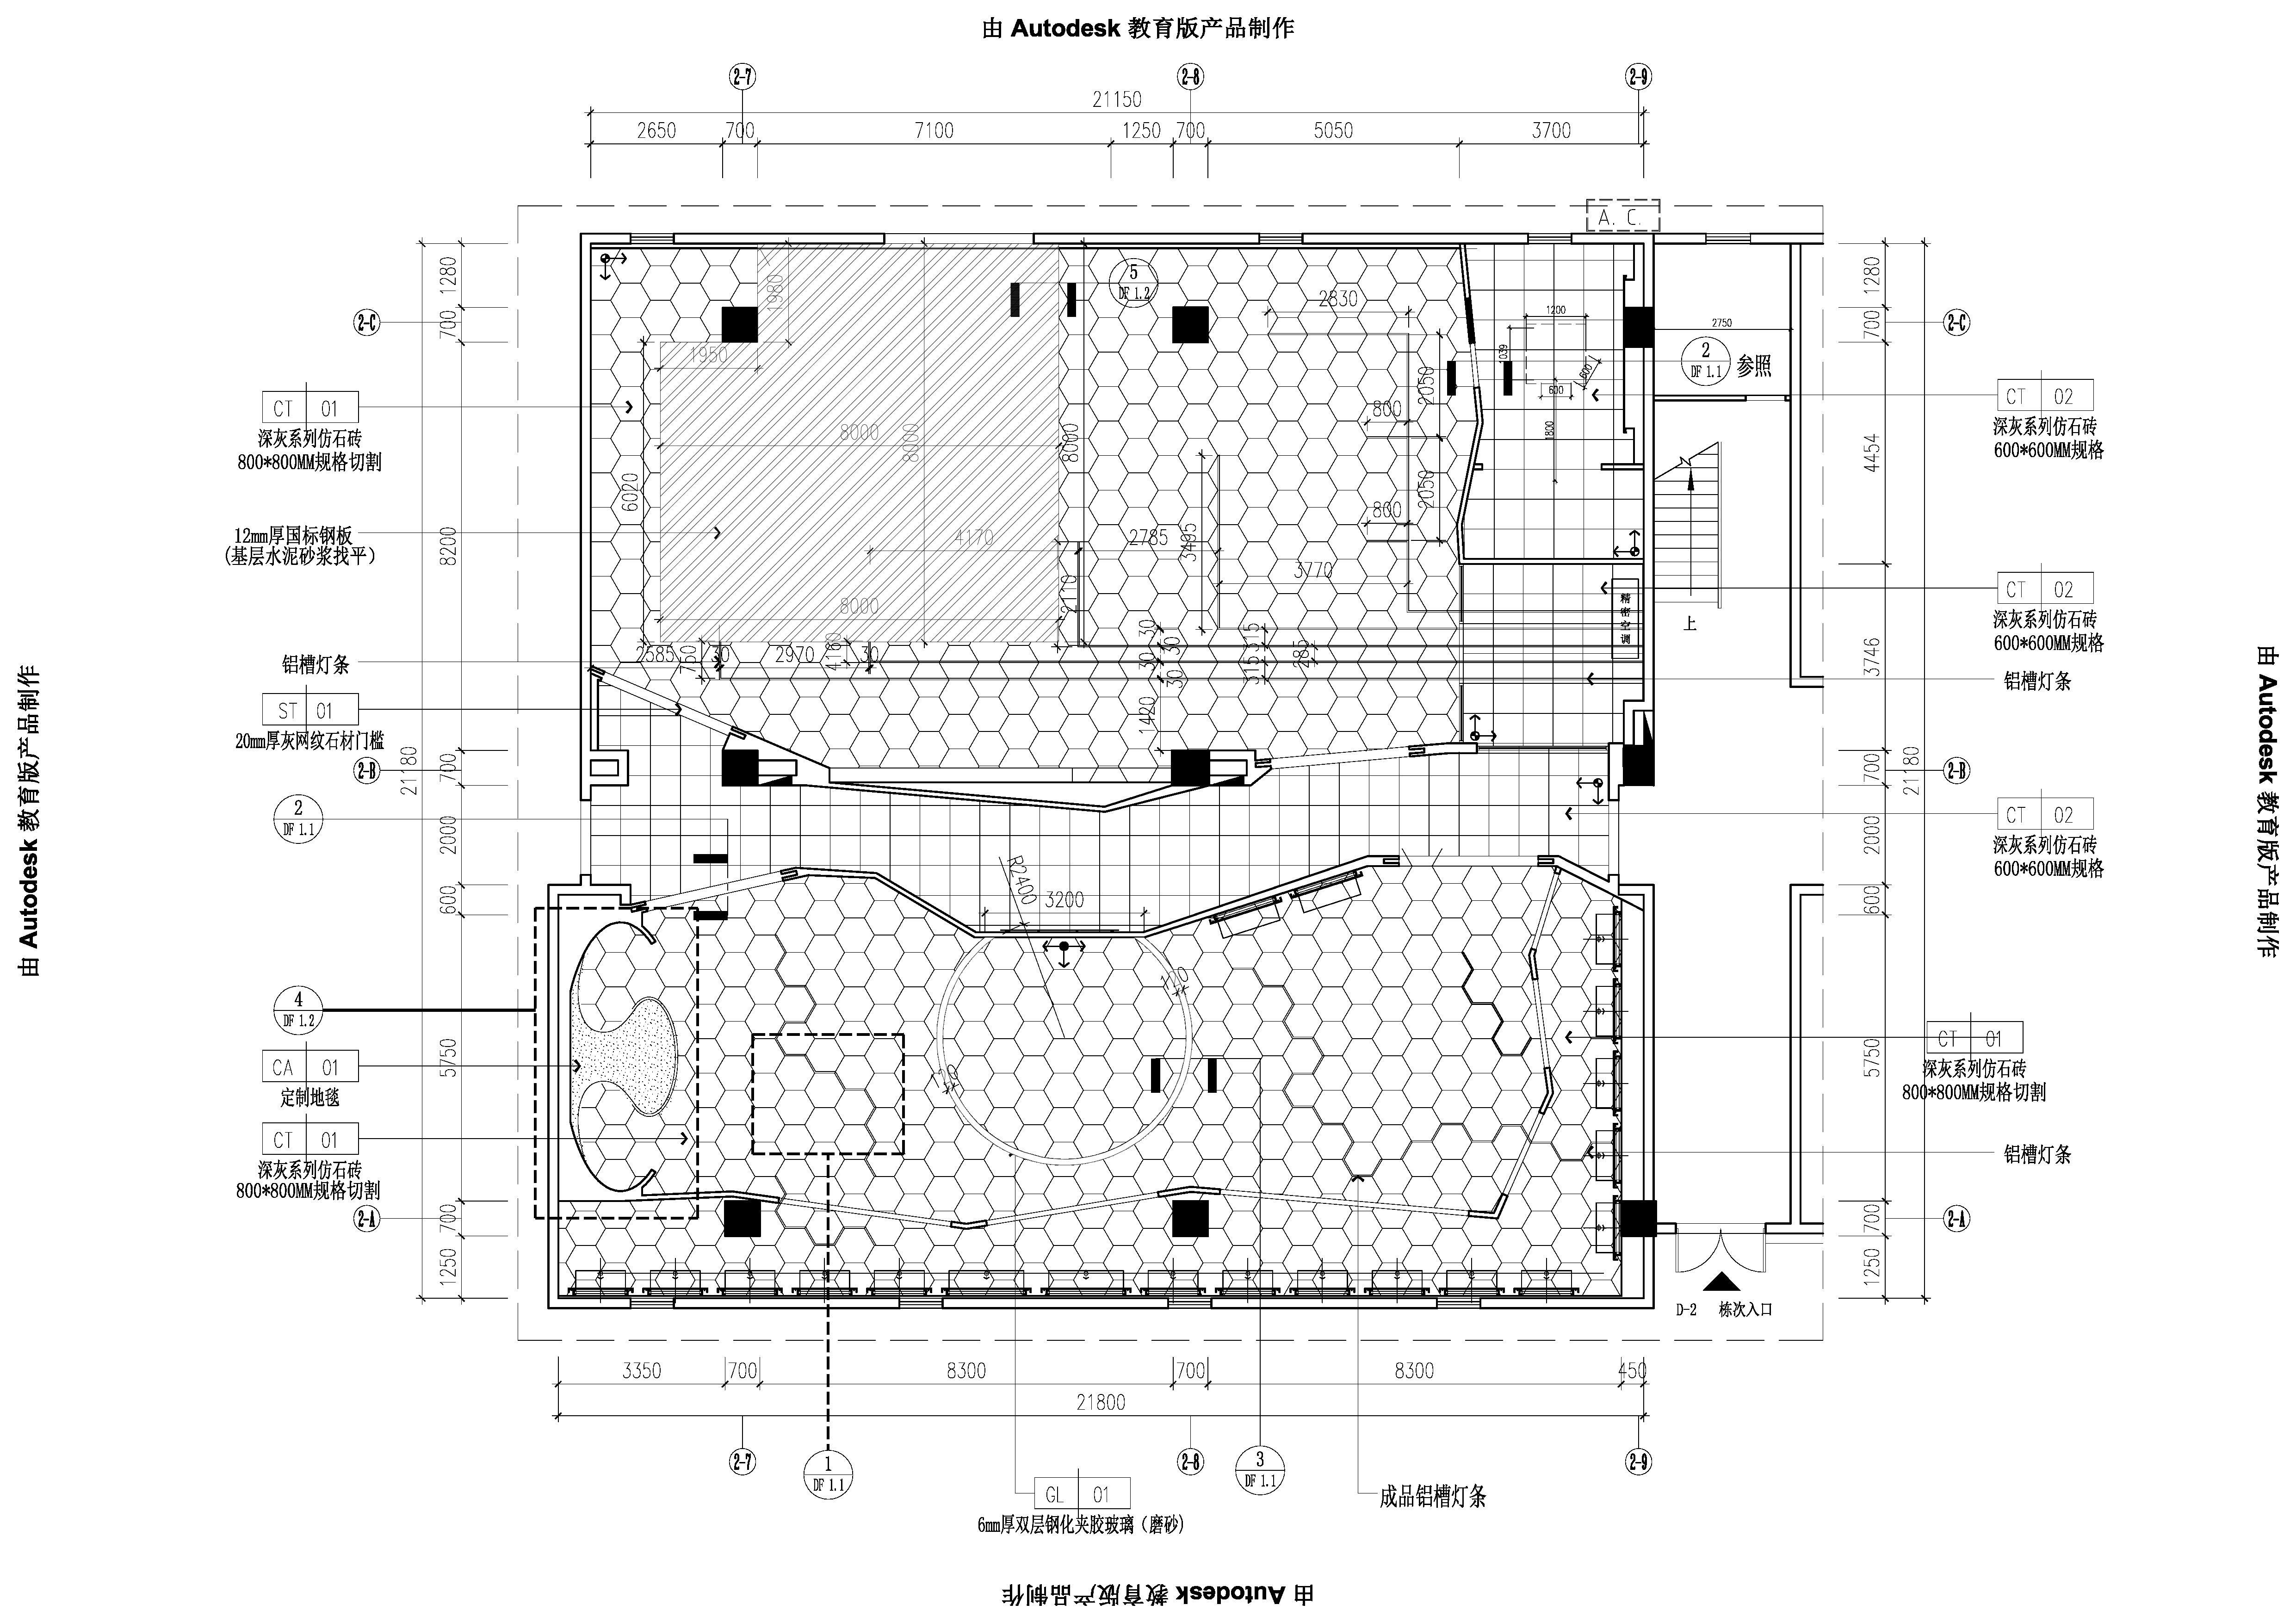 由 Autodesk 教育版产品制作
2-7
2-8
2-9
21150
2650
700
7100
1250
700
5050
3700
A. C.
1280
700
8200
700
2000
600
5750
700
1250
21180
2-C
2-B
2-A
CT 01
深灰系列仿石砖
800*800MM规格切割
12mm厚国标钢板
(基层水泥砂浆找平)
铝槽灯条
ST 01
20mm厚灰网纹石材门槛
2
DF 1.1
4
DF 1.2
CA 01
定制地毯
CT 01
深灰系列仿石砖
800*800MM规格切割
1980
1950
6020
8000
8000
8000
8000
4170
2785
3495
2110
3770
2830
2050
2050
800
800
5
DF 1.2
1200
1039
600
600
1800
2750
2
DF 1.1
参照
2585
750
30
2970
4160
30
30
30
30
30
315
315
285
1420
精密空调
上
R2400
3200
120
120
1280
700
4454
3746
700
2000
600
5750
700
1250
21180
2-C
2-B
2-A
CT 02
深灰系列仿石砖
600*600MM规格
CT 02
深灰系列仿石砖
600*600MM规格
铝槽灯条
CT 02
深灰系列仿石砖
600*600MM规格
CT 01
深灰系列仿石砖
800*800MM规格切割
铝槽灯条
D-2 栋次入口
3350
700
8300
700
8300
450
21800
2-7
2-8
2-9
1
DF 1.1
3
DF 1.1
GL 01
6mm厚双层钢化夹胶玻璃（磨砂）
成品铝槽灯条
由 Autodesk 教育版产品制作
由 Autodesk 教育版产品制作
由 Autodesk 教育版产品制作